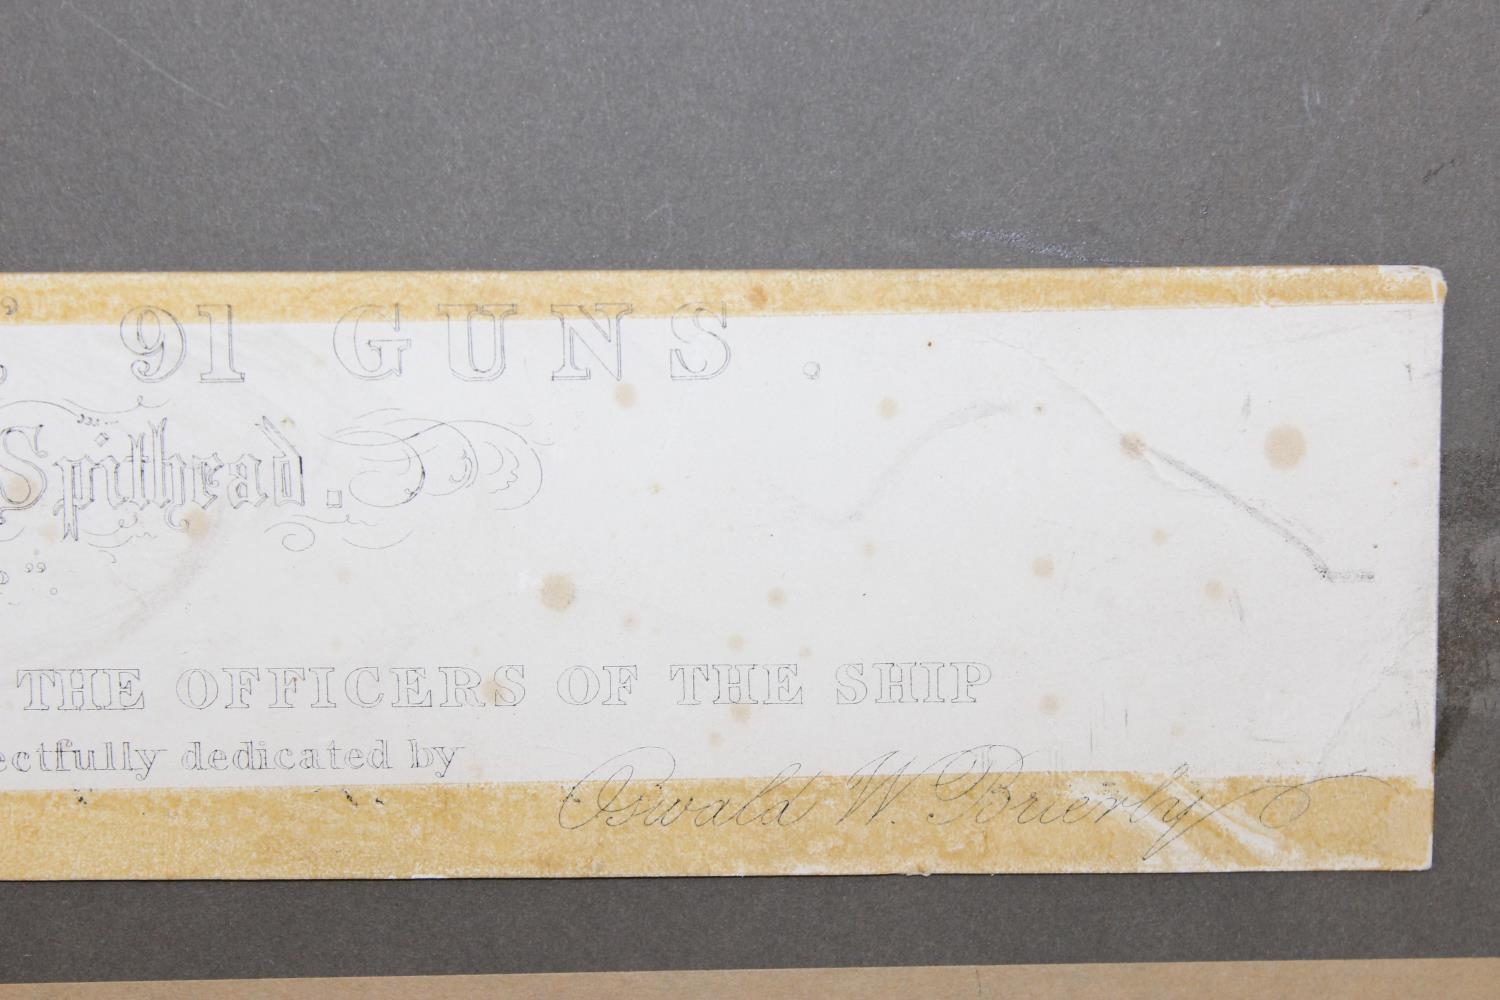 , 91 GUNS.
Spithead.
"
THE OFFICERS OF THE SHIP
ectfully dedicated by Oswald W. Brierly